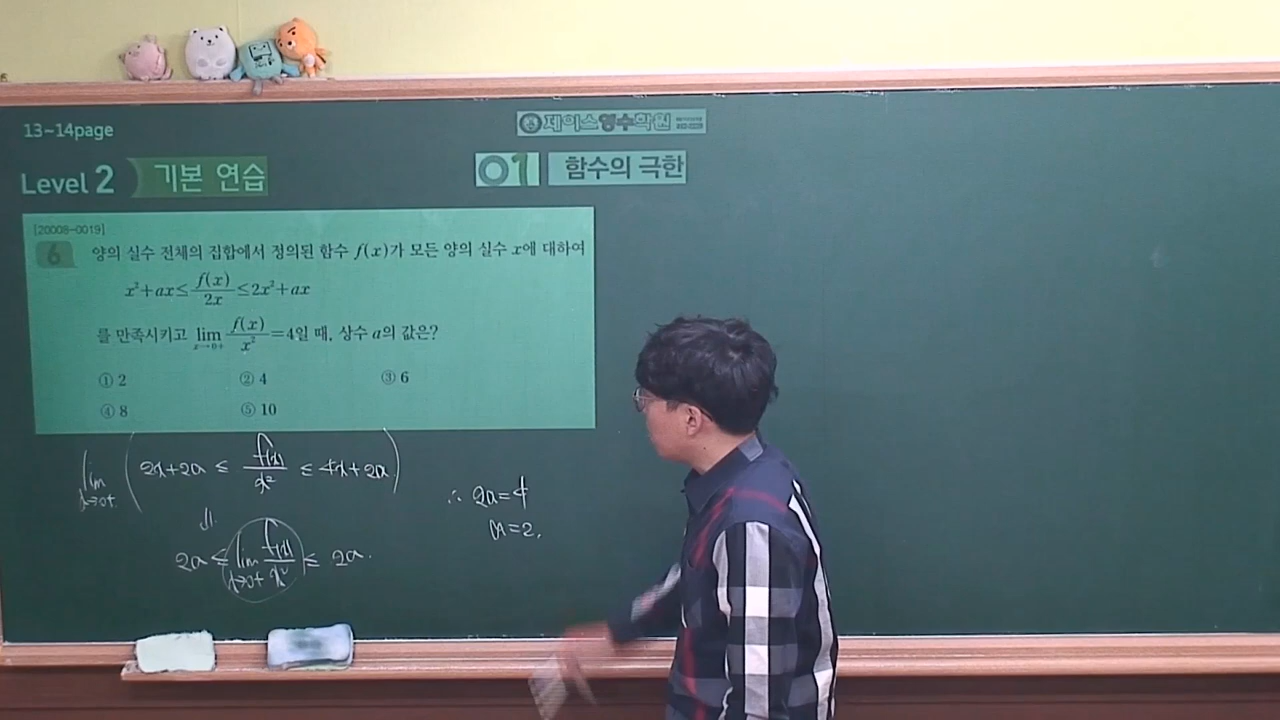 13~14page
제이스영수학원
Level 2 기본 연습
01 함수의 극한
[20008-0019]
6 양의 실수 전체의 집합에서 정의된 함수 f(x)가 모든 양의 실수 x에 대하여
x²+ax≤f(x)/2x≤2x²+ax
를 만족시키고 lim x→0+ f(x)/x²=4일 때, 상수 a의 값은?
① 2 ② 4 ③ 6
④ 8 ⑤ 10
lim x→0+ (2x+2a ≤ f(x)/x² ≤ 4x+2a)
⇓
2a ≤ lim x→0+ f(x)/x² ≤ 2a.
∴ 2a=4
a=2.